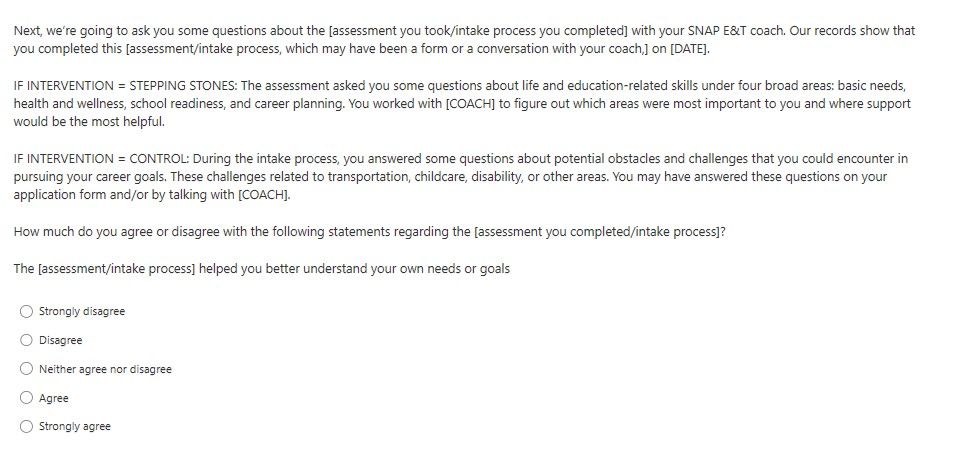 Next, we're going to ask you some questions about the [assessment you took/intake process you completed] with your SNAP E&T coach. Our records show that
you completed this [assessment/intake process, which may have been a form or a conversation with your coach,] on [DATE].
IF INTERVENTION = STEPPING STONES: The assessment asked you some questions about life and education-related skills under four broad areas: basic needs,
health and wellness, school readiness, and career planning. You worked with [COACH] to figure out which areas were most important to you and where support
would be the most helpful.
IF INTERVENTION = CONTROL: During the intake process, you answered some questions about potential obstacles and challenges that you could encounter in
pursuing your career goals. These challenges related to transportation, childcare, disability, or other areas. You may have answered these questions on your
application form and/or by talking with [COACH].
How much do you agree or disagree with the following statements regarding the [assessment you completed/intake process]?
The [assessment/intake process] helped you better understand your own needs or goals
Strongly disagree
Disagree
Neither agree nor disagree
Agree
Strongly agree